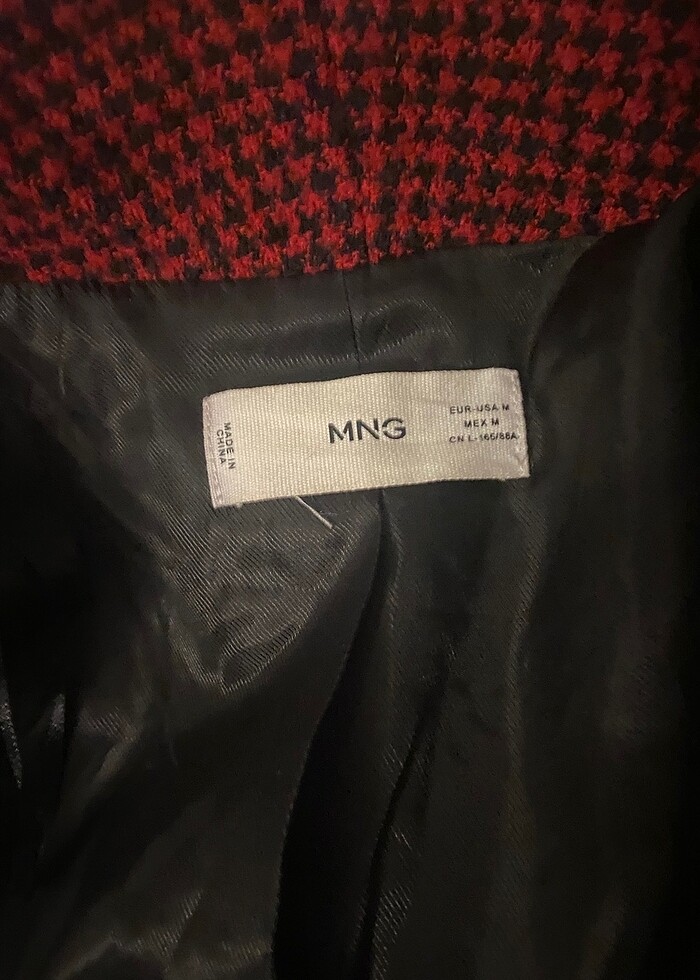 MADE IN
CHINA
MNG
EUR-USA M
MEX M
CN L-165/88A